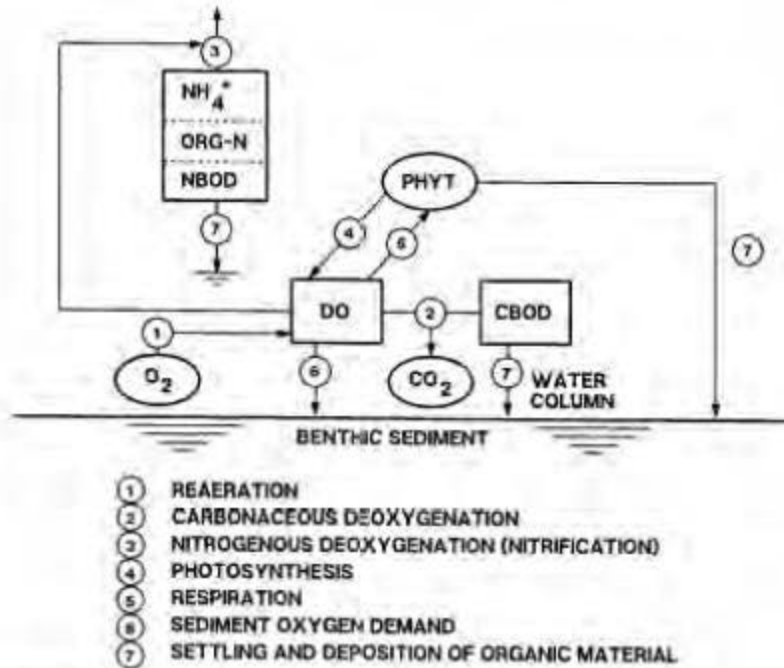 3
NH4+
ORG-N
NBOD
7
PHYT
4
5
7
DO
2
CBOD
1
O2
6
CO2
7
WATER
COLUMN
BENTHIC SEDIMENT
1 REAERATION
2 CARBONACEOUS DEOXYGENATION
3 NITROGENOUS DEOXYGENATION (NITRIFICATION)
4 PHOTOSYNTHESIS
5 RESPIRATION
6 SEDIMENT OXYGEN DEMAND
7 SETTLING AND DEPOSITION OF ORGANIC MATERIAL